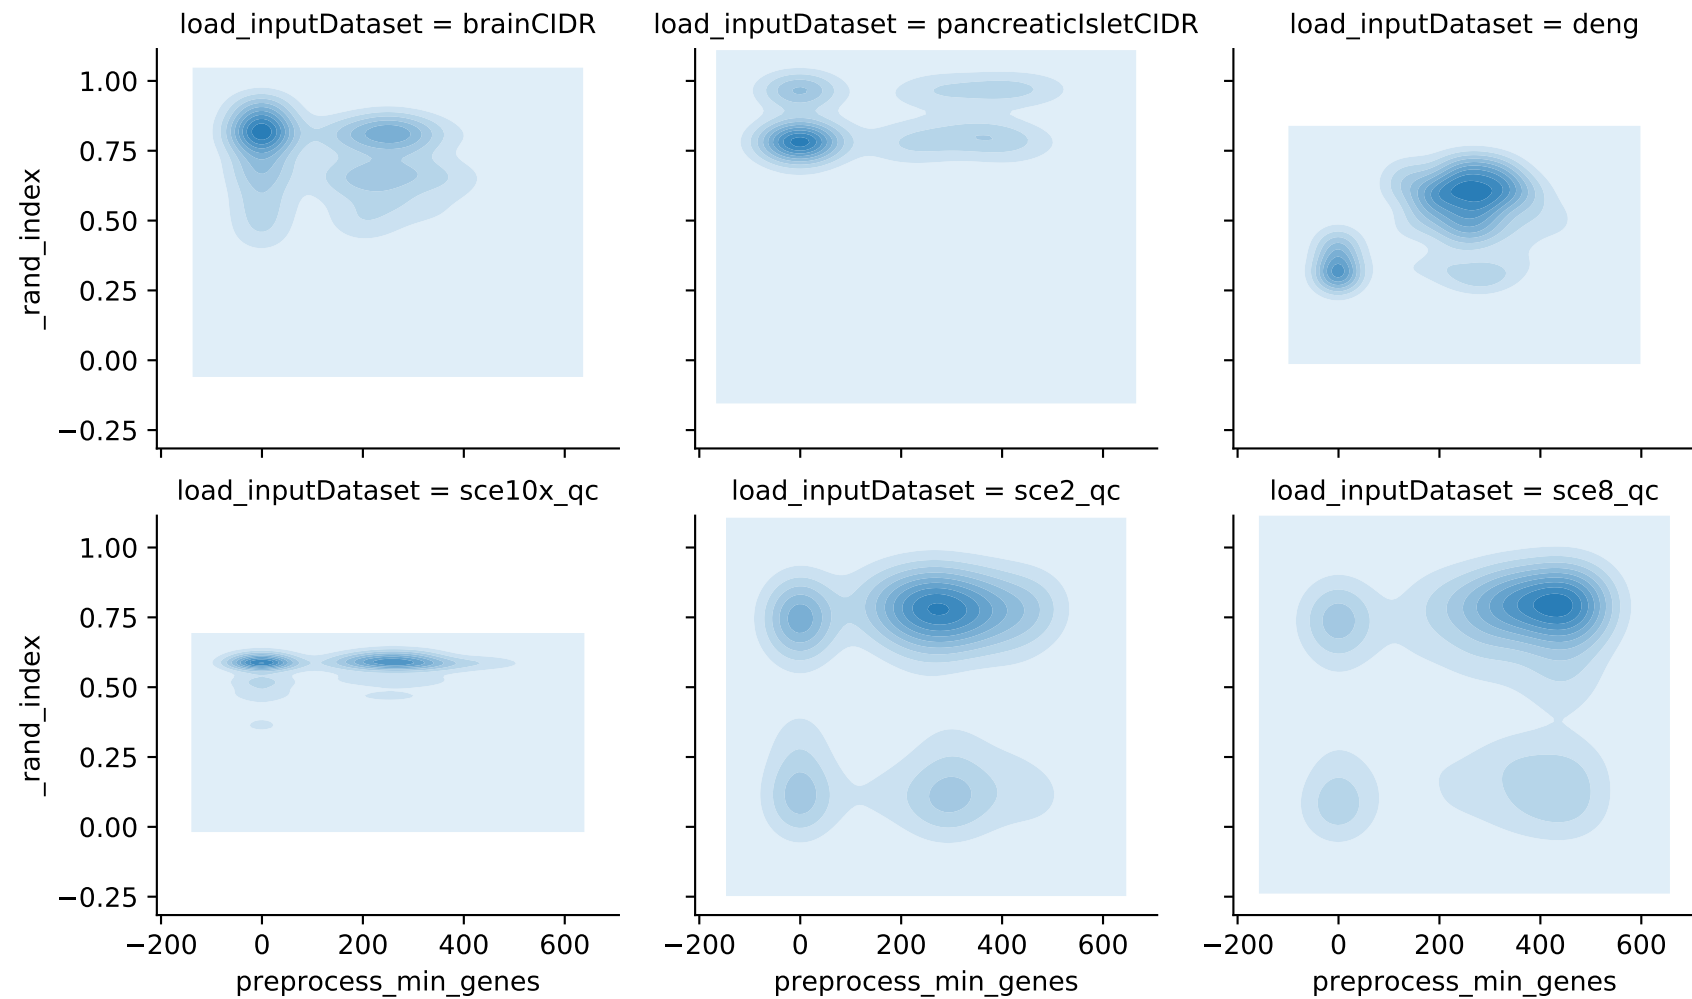 load_inputDataset = brainCIDR
load_inputDataset = pancreaticIsletCIDR
load_inputDataset = deng
_rand_index
1.00
0.75
0.50
0.25
0.00
−0.25
load_inputDataset = sce10x_qc
load_inputDataset = sce2_qc
load_inputDataset = sce8_qc
_rand_index
1.00
0.75
0.50
0.25
0.00
−0.25
−200 0 200 400 600
−200 0 200 400 600
−200 0 200 400 600
preprocess_min_genes
preprocess_min_genes
preprocess_min_genes